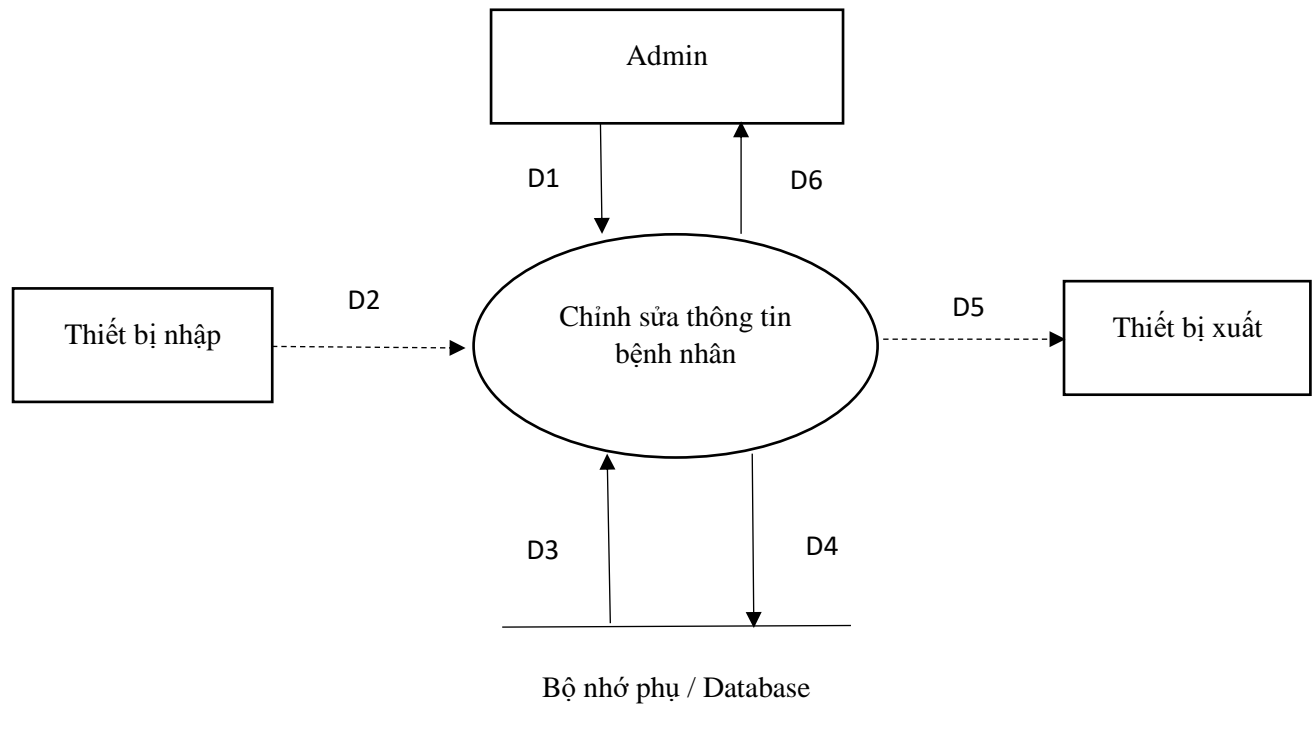 Admin
D1
D6
D2
Thiết bị nhập
Chỉnh sửa thông tin
bệnh nhân
D5
Thiết bị xuất
D3
D4
Bộ nhớ phụ / Database